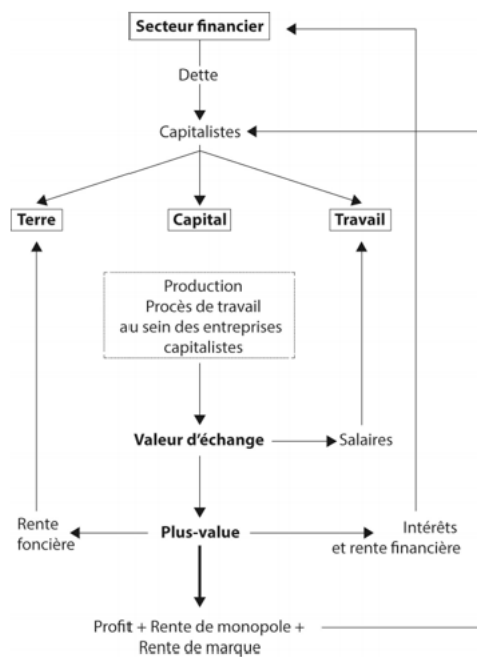 Secteur financier
Dette
Capitalistes
Terre
Capital
Travail
Production
Procès de travail
au sein des entreprises
capitalistes
Valeur d'échange
Salaires
Rente
foncière
Plus-value
Intérêts
et rente financière
Profit + Rente de monopole +
Rente de marque